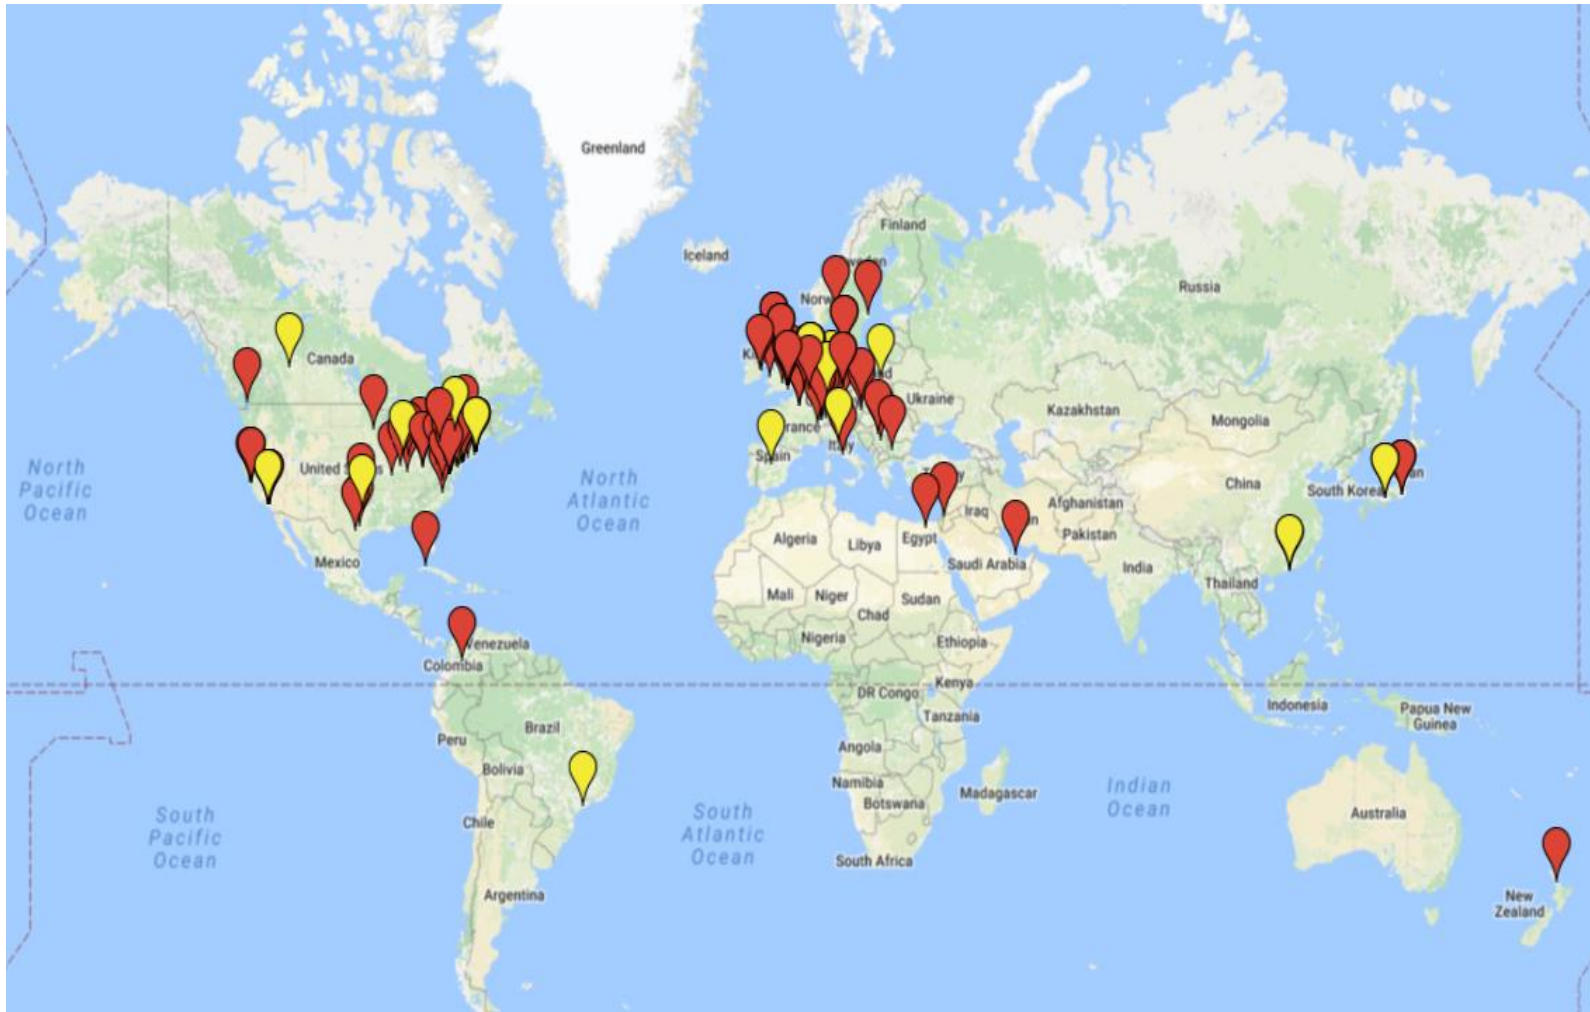 Greenland
Iceland
Finland
Norw
Russia
Canada
Ukraine
Kazakhstan
Mongolia
rance
Italy
Spain
North
Pacific
Ocean
United S
North
Atlantic
Ocean
China
South Korea
Iraq
Afghanistan
Pakistan
Algeria
Libya
Egypt
Saudi Arabia
India
Thailand
Mexico
Mali
Niger
Chad
Sudan
Nigeria
Ethiopia
Venezuela
Colombia
DR Congo
Kenya
Tanzania
Indonesia
Papua New
Guinea
Brazil
Peru
Bolivia
Angola
Namibia
Botswana
Madagascar
Indian
Ocean
South
Pacific
Ocean
South
Atlantic
Ocean
Chile
Australia
South Africa
Argentina
New
Zealand